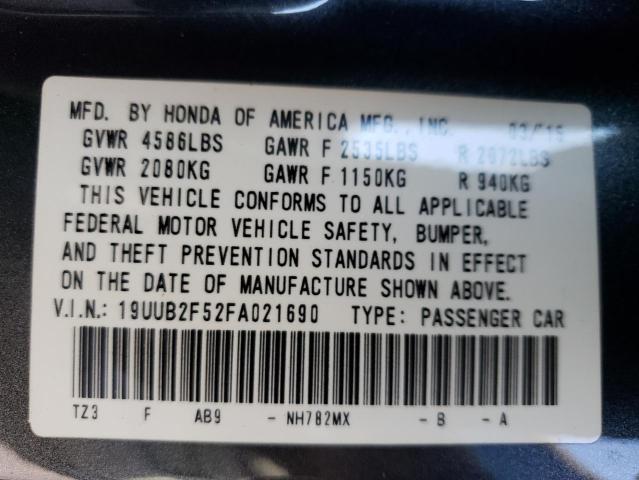 MFD. BY HONDA OF AMERICA MFG., INC. 03/15
GVWR 4586LBS GAWR F 2535LBS R 2072LBS
GVWR 2080KG GAWR F 1150KG R 940KG
THIS VEHICLE CONFORMS TO ALL APPLICABLE
FEDERAL MOTOR VEHICLE SAFETY, BUMPER,
AND THEFT PREVENTION STANDARDS IN EFFECT
ON THE DATE OF MANUFACTURE SHOWN ABOVE.
V.I.N.: 19UUB2F52FA021690 TYPE: PASSENGER CAR
TZ3 F AB9 - NH782MX - B - A